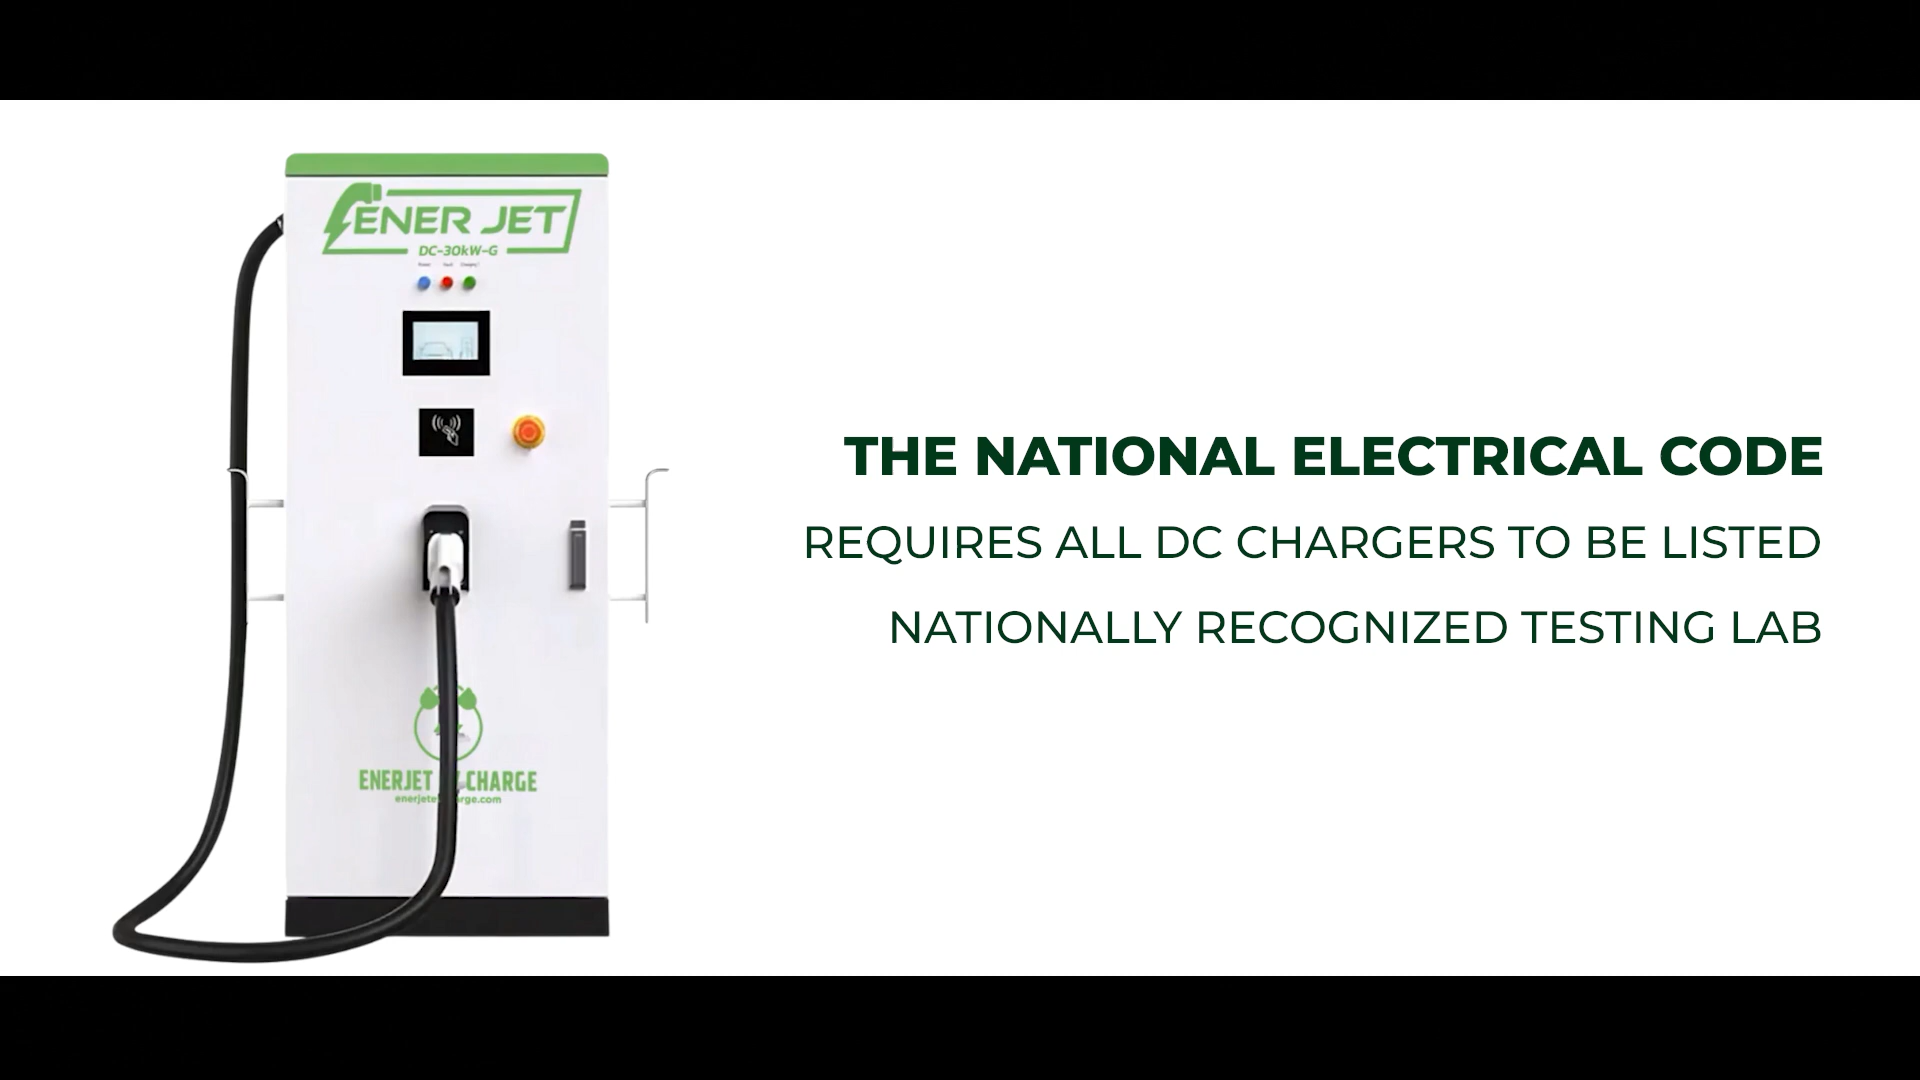 ENER JET
DC-30kW-G
ENERJET CHARGE
THE NATIONAL ELECTRICAL CODE
REQUIRES ALL DC CHARGERS TO BE LISTED
NATIONALLY RECOGNIZED TESTING LAB